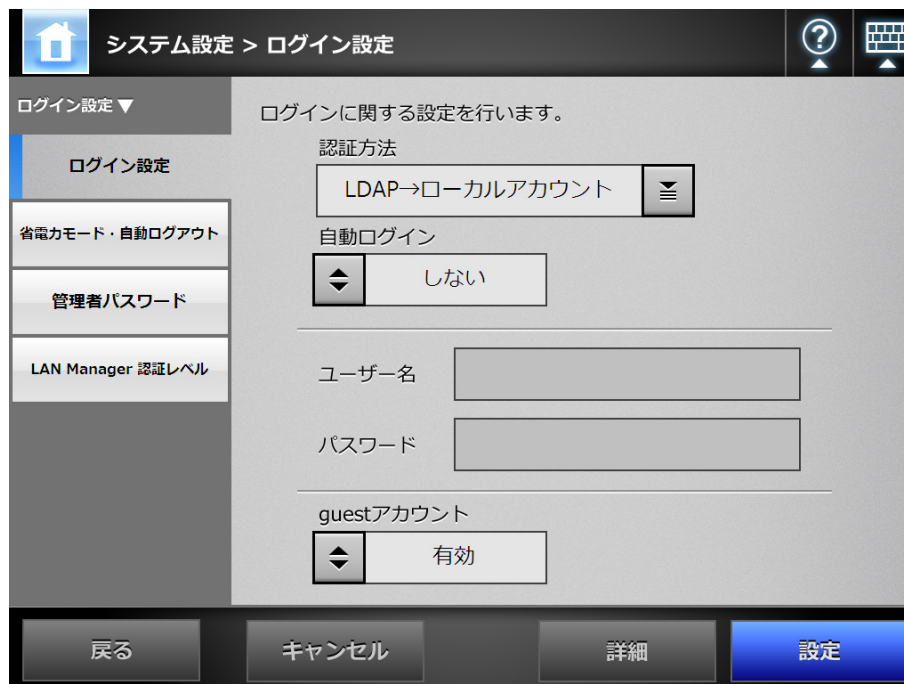 システム設定 > ログイン設定
ログイン設定▼
ログイン設定
省電力モード・自動ログアウト
管理者パスワード
LAN Manager 認証レベル
ログインに関する設定を行います。
認証方法
LDAP→ローカルアカウント
自動ログイン
しない
ユーザー名
パスワード
guestアカウント
有効
戻る
キャンセル
詳細
設定